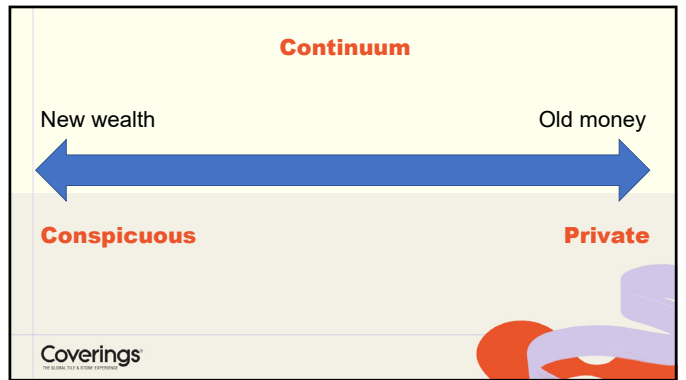 Continuum
New wealth
Old money
Conspicuous
Private
Coverings®
THE GLOBAL TILE & STONE EXPERIENCE